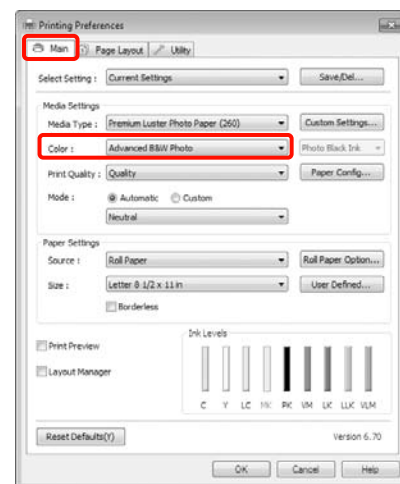 Printing Preferences
Main Page Layout Utility
Select Setting : Current Settings Save/Del...
Media Settings
Media Type : Premium Luster Photo Paper (260) Custom Settings...
Color : Advanced B&W Photo Photo Black Ink
Print Quality : Quality Paper Config...
Mode : Automatic Custom
Neutral
Paper Settings
Source : Roll Paper Roll Paper Option...
Size : Letter 8 1/2 x 11 in User Defined...
Borderless
Ink Levels
Print Preview
Layout Manager
C Y LC MK PK VM LK LLK VLM
Reset Defaults(Y) Version 6.70
OK Cancel Help